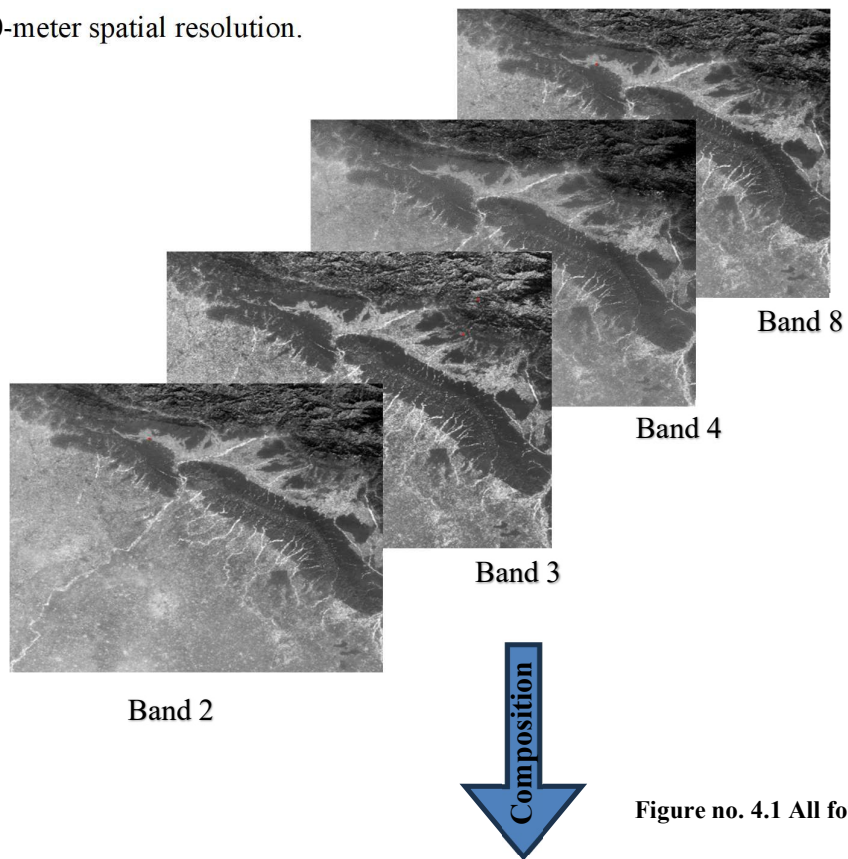 -meter spatial resolution.
Band 8
Band 4
Band 3
Band 2
Composition
Figure no. 4.1 All fo